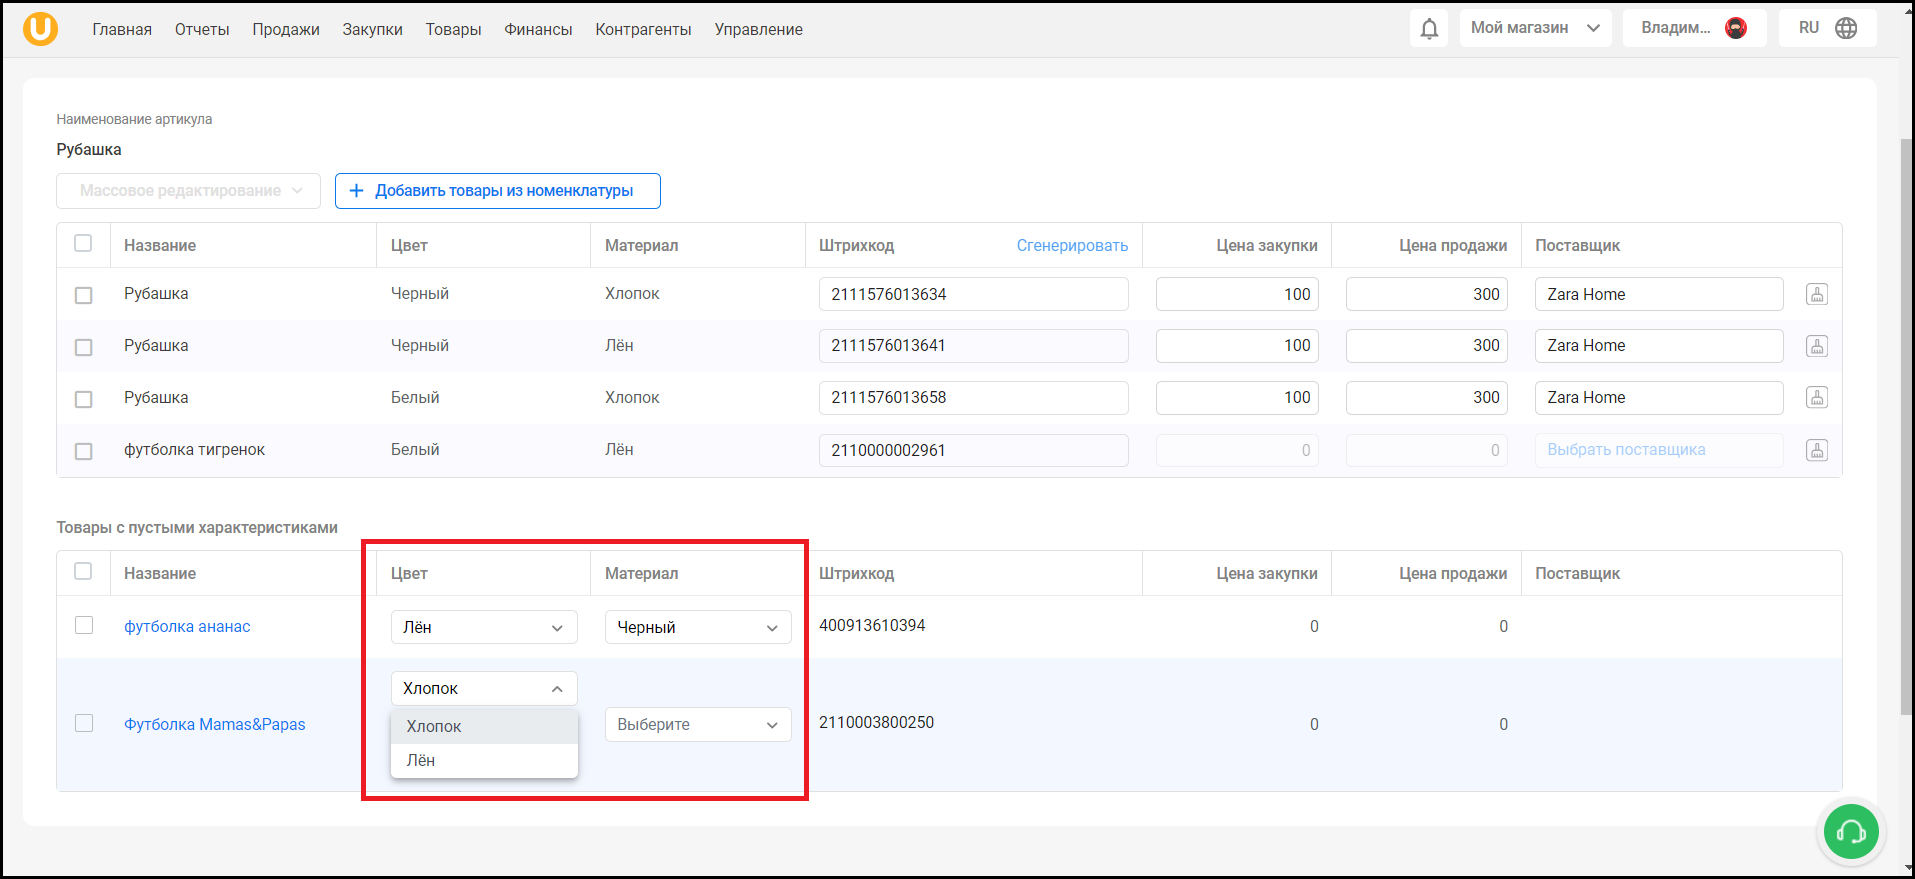 U Главная Отчеты Продажи Закупки Товары Финансы Контрагенты Управление Мой магазин Владим... RU
Наименование артикула
Рубашка
Массовое редактирование + Добавить товары из номенклатуры
Название Цвет Материал Штрихкод Сгенерировать Цена закупки Цена продажи Поставщик
Рубашка Черный Хлопок 2111576013634 100 300 Zara Home
Рубашка Черный Лён 2111576013641 100 300 Zara Home
Рубашка Белый Хлопок 2111576013658 100 300 Zara Home
футболка тигренок Белый Лён 2110000002961 0 0 Выбрать поставщика
Товары с пустыми характеристиками
Название Цвет Материал Штрихкод Цена закупки Цена продажи Поставщик
футболка ананас Лён Черный 400913610394 0 0
Хлопок
Футболка Mamas&Papas Хлопок Выберите 2110003800250 0 0
Лён